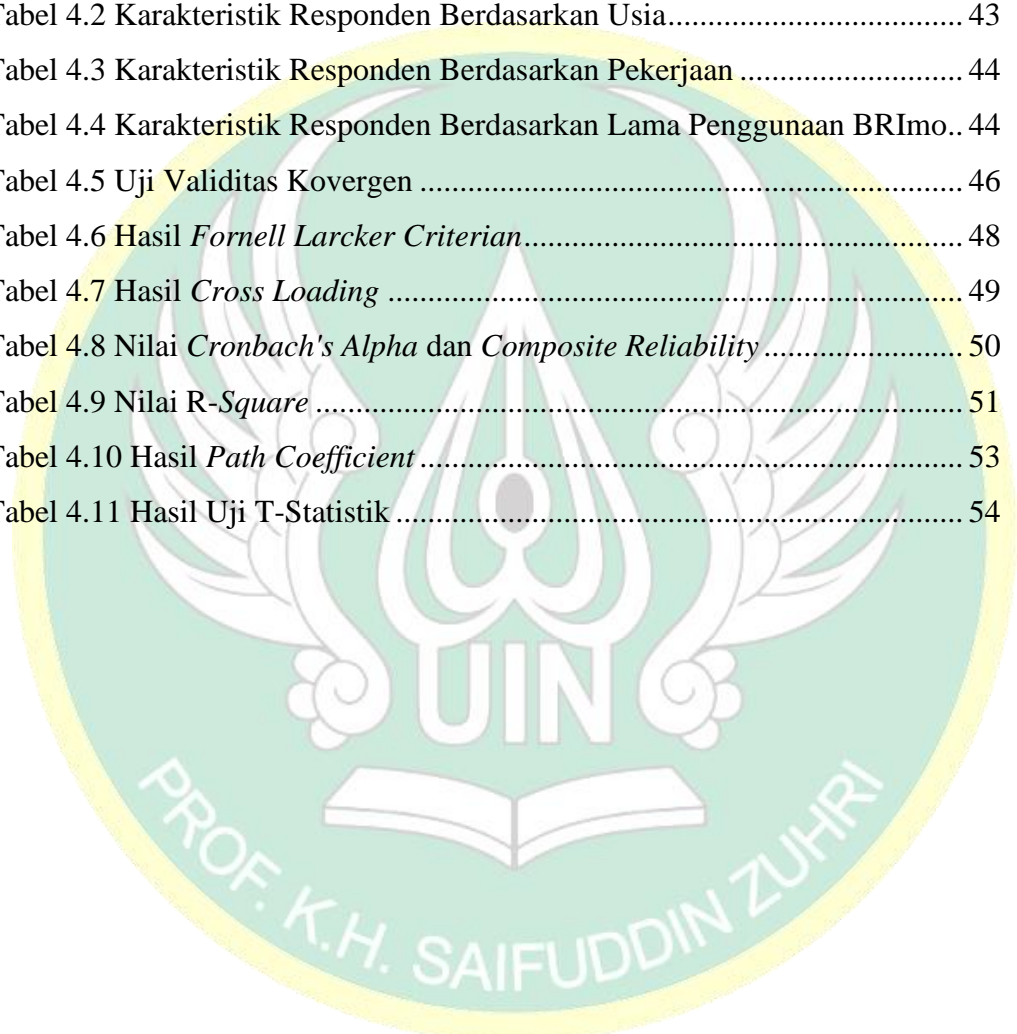 Tabel 4.2 Karakteristik Responden Berdasarkan Usia........................................ 43
Tabel 4.3 Karakteristik Responden Berdasarkan Pekerjaan ............................ 44
Tabel 4.4 Karakteristik Responden Berdasarkan Lama Penggunaan BRImo.. 44
Tabel 4.5 Uji Validitas Kovergen ..................................................................... 46
Tabel 4.6 Hasil Fornell Larcker Criterian........................................................ 48
Tabel 4.7 Hasil Cross Loading ......................................................................... 49
Tabel 4.8 Nilai Cronbach's Alpha dan Composite Reliability ......................... 50
Tabel 4.9 Nilai R-Square .................................................................................. 51
Tabel 4.10 Hasil Path Coefficient ..................................................................... 53
Tabel 4.11 Hasil Uji T-Statistik ........................................................................ 54
UIN
PROF. K.H. SAIFUDDIN ZUHRI